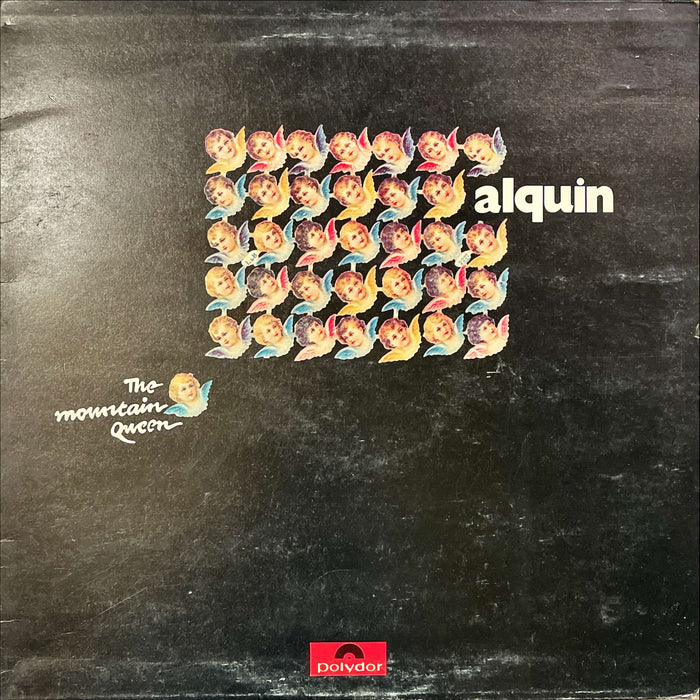 alquin
The
mountain
Queen
polydor